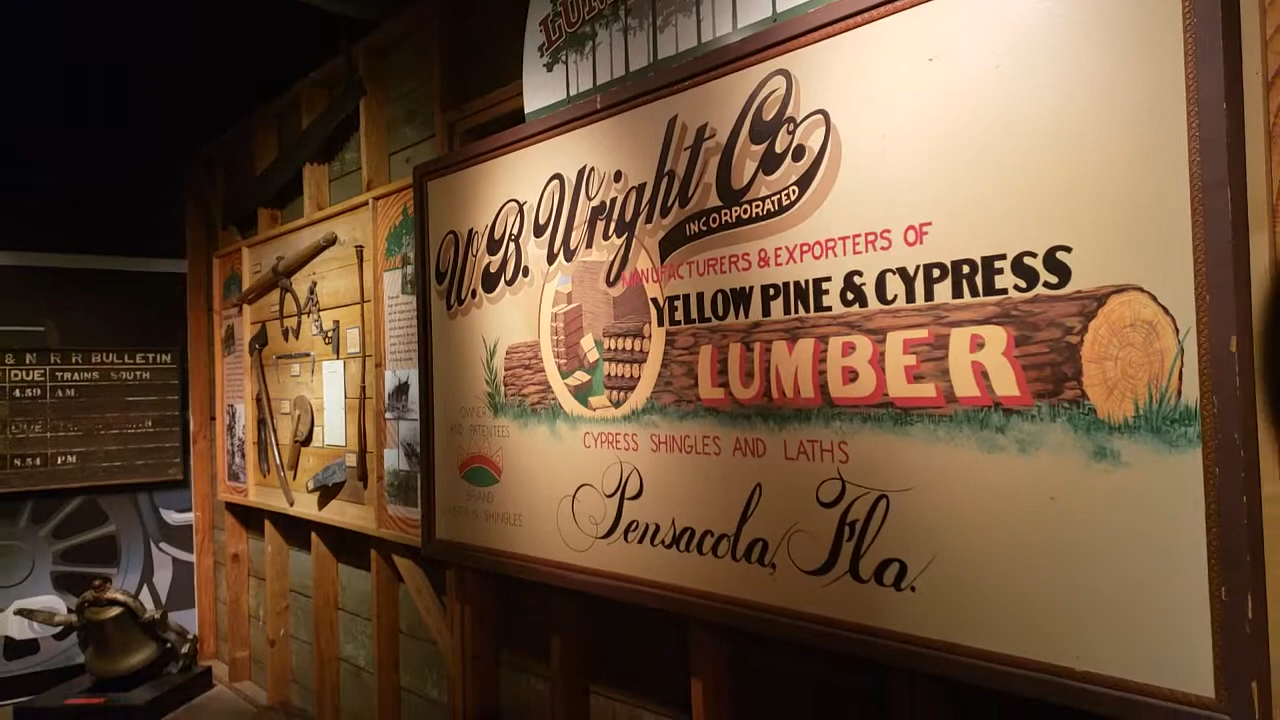 LUM
W.B. Wright Co.
INCORPORATED
MANUFACTURERS & EXPORTERS OF
YELLOW PINE & CYPRESS
LUMBER
CYPRESS SHINGLES AND LATHS
Pensacola, Fla.
OWNERS
AND PATENTEES
BRAND
SHINGLES
& N R R BULLETIN
DUE TRAINS SOUTH
4.59 AM.
DUE
8.54 PM